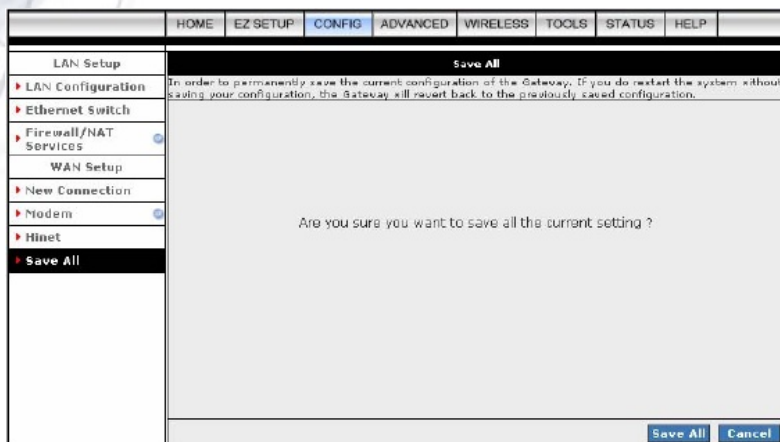 HOME EZ SETUP CONFIG ADVANCED WIRELESS TOOLS STATUS HELP
LAN Setup
LAN Configuration
Ethernet Switch
Firewall/NAT
Services
WAN Setup
New Connection
Modem
Hinet
Save All
Save All
In order to permanently save the current configuration of the Gateway. If you do restart the system without
saving your configuration, the Gateway will revert back to the previously saved configuration.
Are you sure you want to save all the current setting ?
Save All Cancel